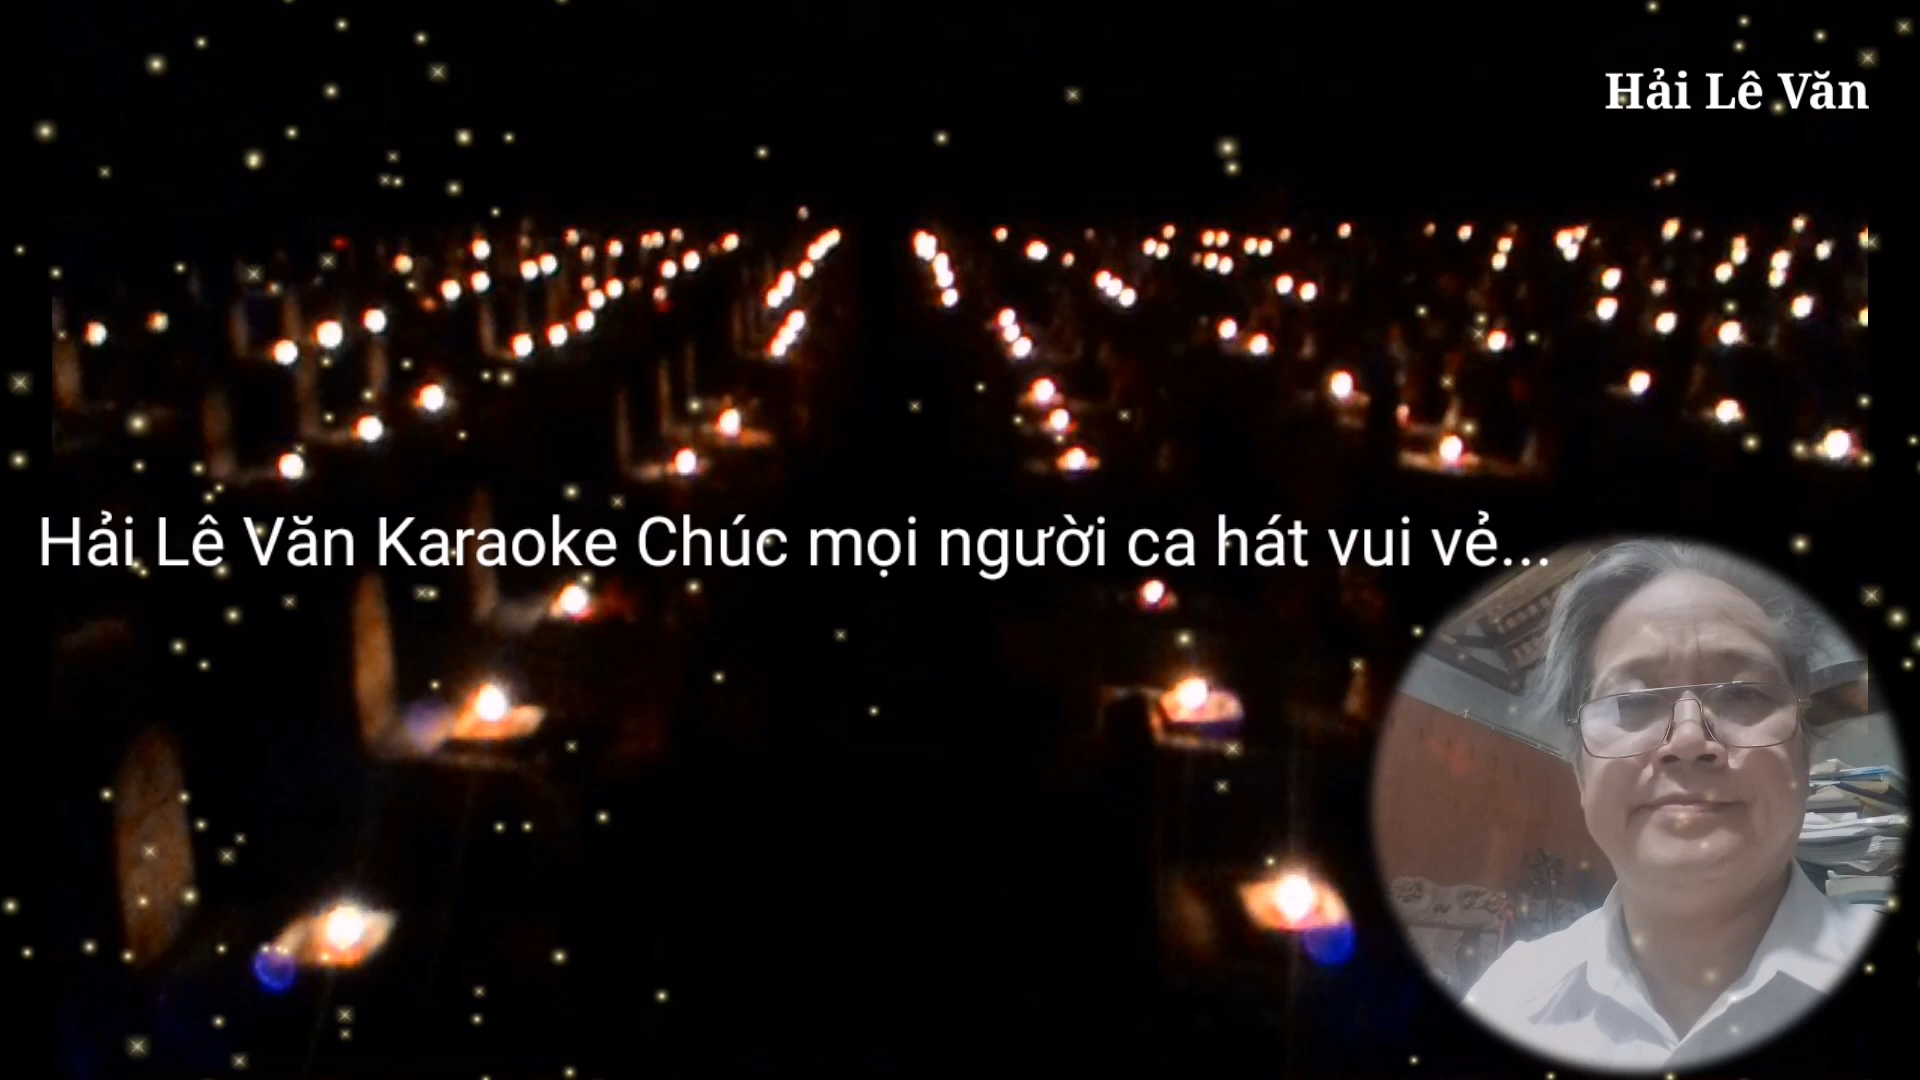 Hải Lê Văn
Hải Lê Văn Karaoke Chúc mọi người ca hát vui vẻ...